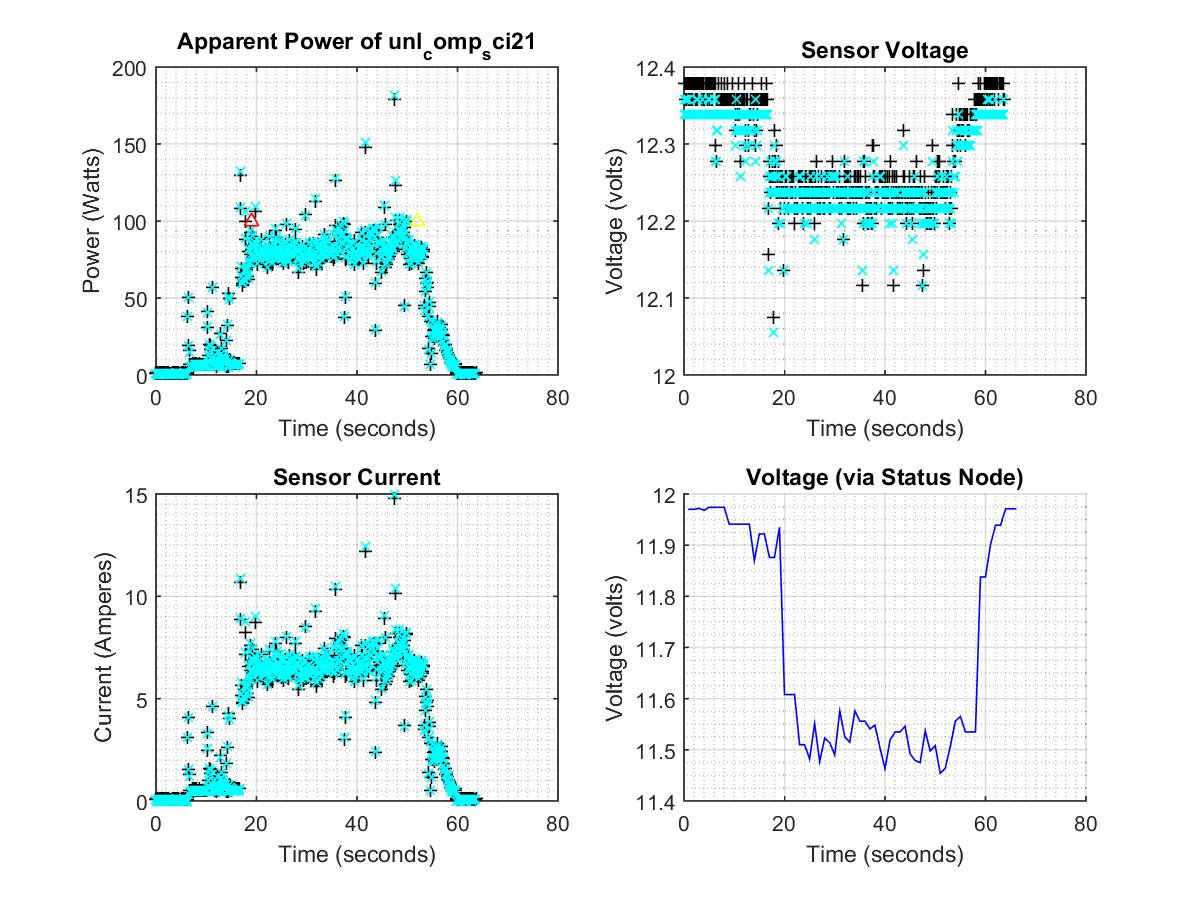 Apparent Power of unl_comp_sci21
200
150
100
50
0
Power (Watts)
0 20 40 60 80
Time (seconds)
Sensor Voltage
12.4
12.3
12.2
12.1
12
Voltage (volts)
0 20 40 60 80
Time (seconds)
Sensor Current
15
10
5
0
Current (Amperes)
0 20 40 60 80
Time (seconds)
Voltage (via Status Node)
12
11.9
11.8
11.7
11.6
11.5
11.4
Voltage (volts)
0 20 40 60 80
Time (seconds)